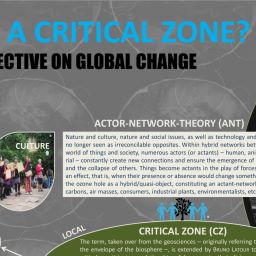 A CRITICAL ZONE?
ECTIVE ON GLOBAL CHANGE
ACTOR-NETWORK-THEORY (ANT)
CULTURE
Nature and culture, nature and social issues, as well as technology and
no longer seen as irreconcilable opposites. Within hybrid networks bet
world of things and society, numerous actors (or actants) – human, ani
rial – constantly create new connections and ensure the emergence of
and the collapse of others. Things become actants in the play of forces
an effect, that is, when their presence or absence would change somet
the ozone hole as a hybrid/quasi-object, constituting an actant-network
carbons, air masses, consumers, industrial plants, environmentalists, etc
LOCAL
CRITICAL ZONE (CZ)
The term, taken over from the geosciences – originally referring t
the envelope of the biosphere –, is extended by BRUNO LATOUR to